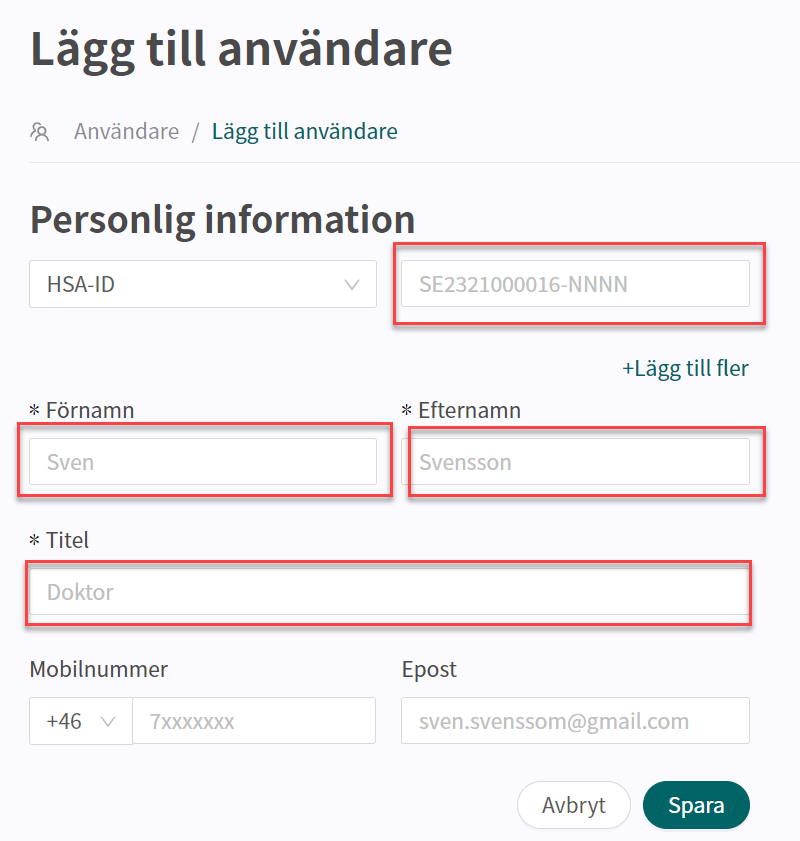 Lägg till användare
Användare / Lägg till användare
Personlig information
HSA-ID SE2321000016-NNNN
+Lägg till fler
* Förnamn * Efternamn
Sven Svensson
* Titel
Doktor
Mobilnummer Epost
+46 7xxxxxxx sven.svenssom@gmail.com
Avbryt Spara